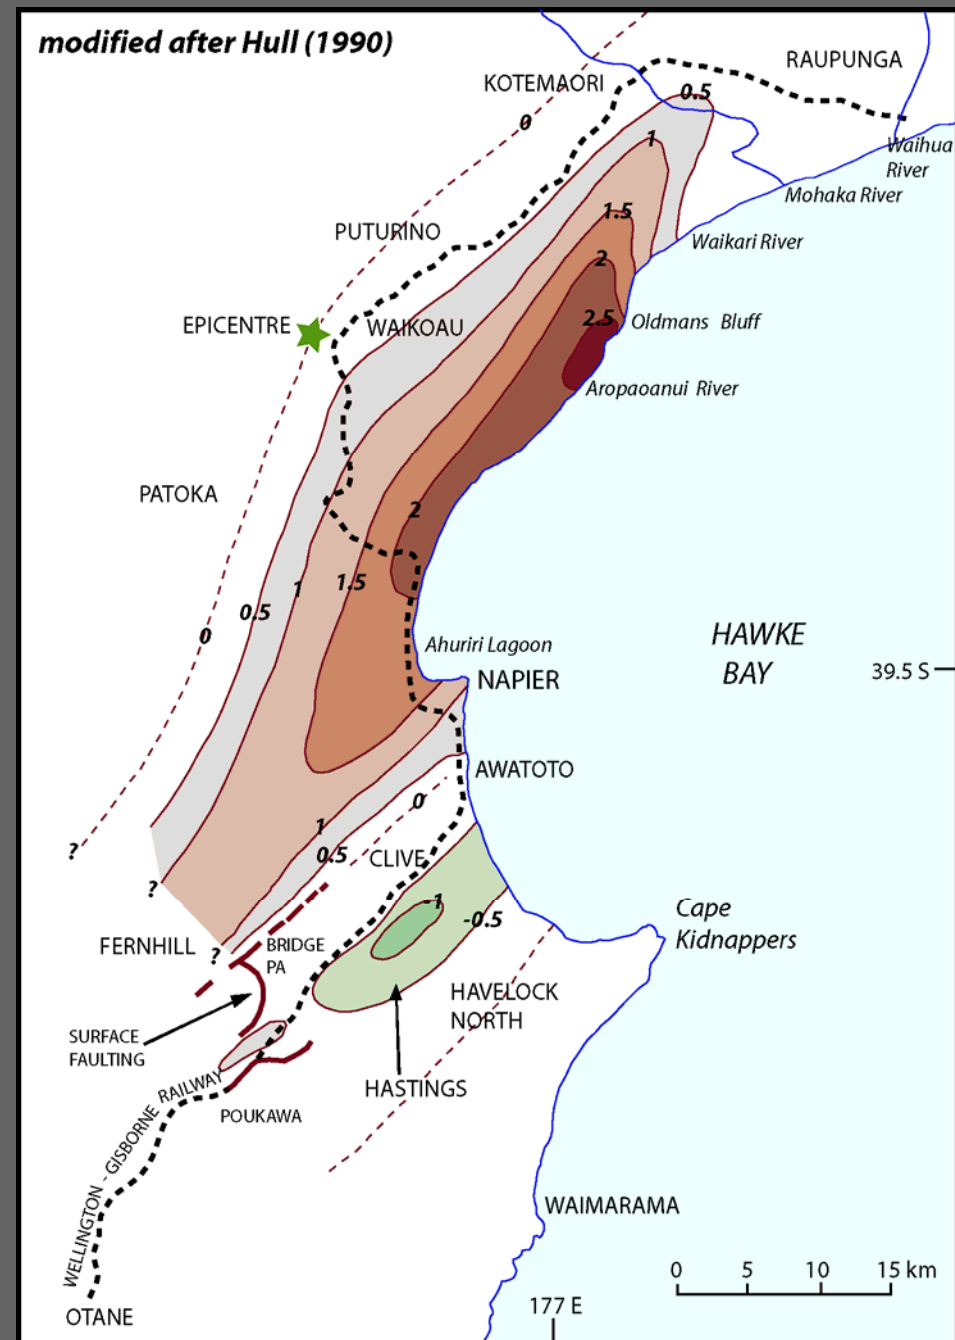 modified after Hull (1990)
RAUPUNGA
KOTEMAORI
0.5
0
1
Waihua
River
Mohaka River
1.5
PUTURINO
Waikari River
2
EPICENTRE
WAIKOAU
2.5
Oldmans Bluff
Aropaoanui River
PATOKA
2
1.5
1
0.5
0
Ahuriri Lagoon
HAWKE
BAY
39.5 S
NAPIER
AWATOTO
0
1
0.5
?
CLIVE
?
-1
-0.5
Cape
Kidnappers
FERNHILL
?
BRIDGE
PA
HAVELOCK
NORTH
SURFACE
FAULTING
HASTINGS
POUKAWA
WELLINGTON - GISBORNE RAILWAY
WAIMARAMA
0 5 10 15 km
177 E
OTANE